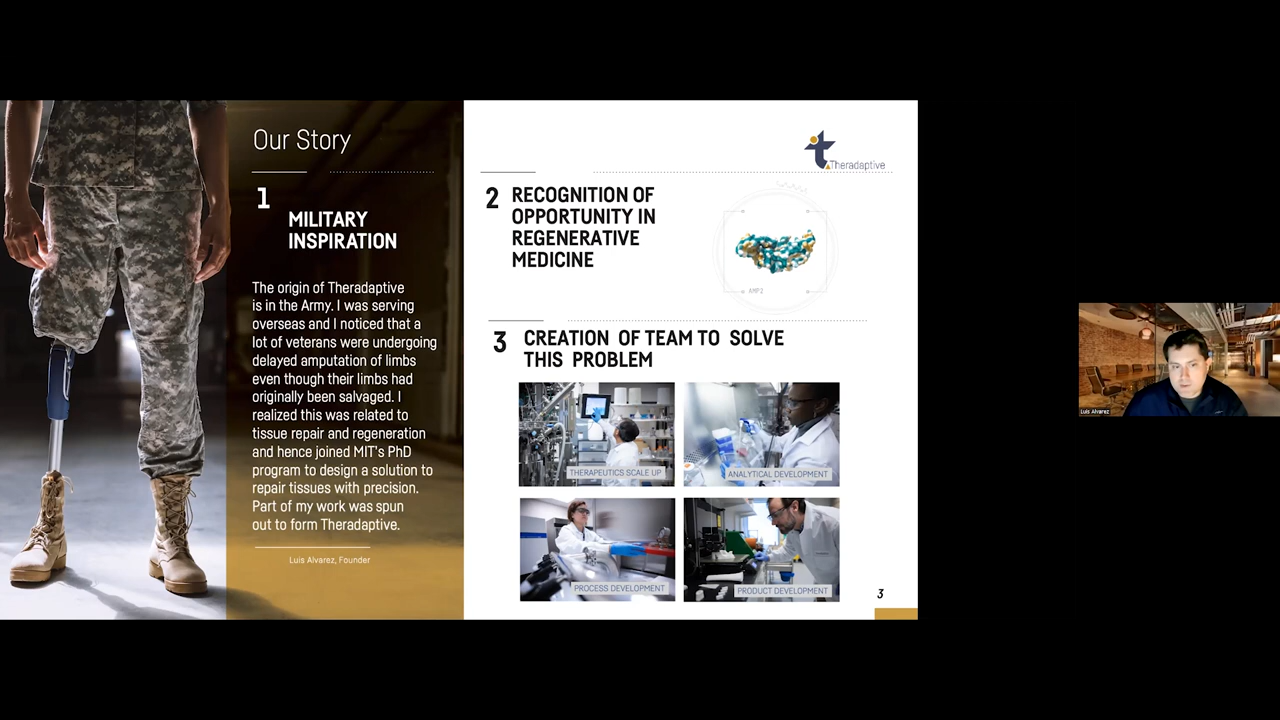 Our Story
1
MILITARY
INSPIRATION
The origin of Theradaptive
is in the Army. I was serving
overseas and I noticed that a
lot of veterans were undergoing
delayed amputation of limbs
even though their limbs had
originally been salvaged. I
realized this was related to
tissue repair and regeneration
and hence joined MIT's PhD
program to design a solution to
repair tissues with precision.
Part of my work was spun
out to form Theradaptive.
Luis Alvarez, Founder
Theradaptive
2
RECOGNITION OF
OPPORTUNITY IN
REGENERATIVE
MEDICINE
AMP2
3
CREATION OF TEAM TO SOLVE
THIS PROBLEM
THERAPEUTICS SCALE UP
ANALYTICAL DEVELOPMENT
PROCESS DEVELOPMENT
PRODUCT DEVELOPMENT
3
Luis Alvarez